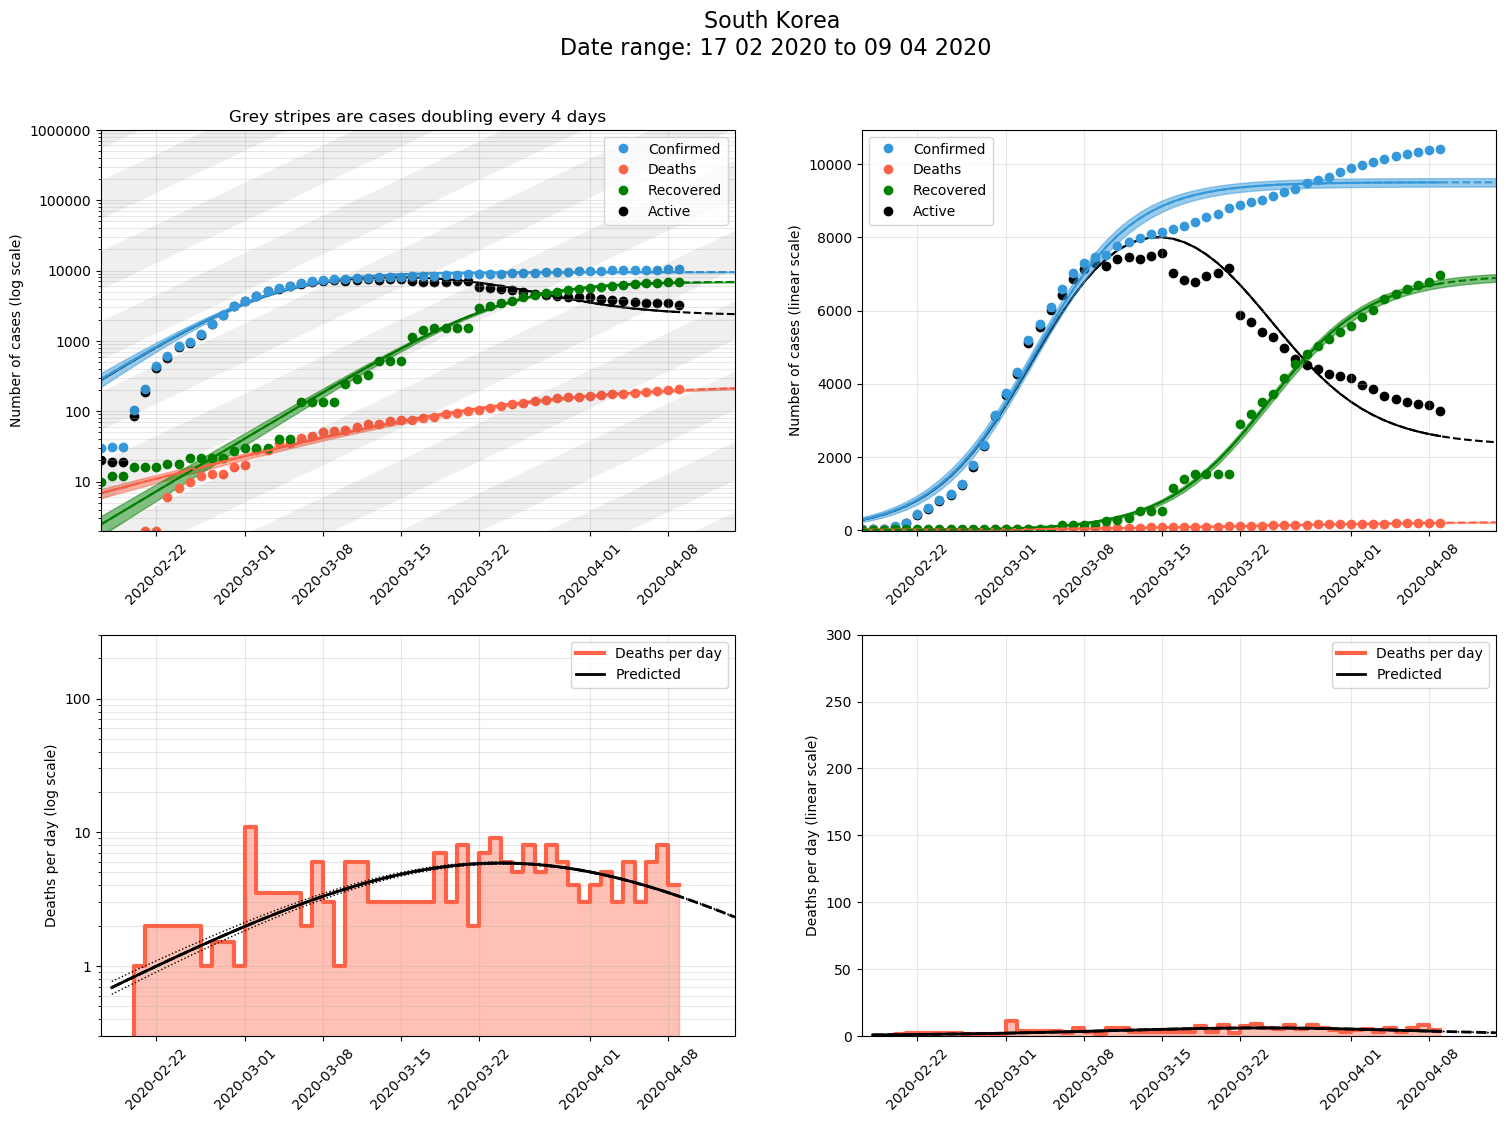 South Korea
Date range: 17 02 2020 to 09 04 2020
Grey stripes are cases doubling every 4 days
Number of cases (log scale)
1000000
100000
10000
1000
100
10
Confirmed
Deaths
Recovered
Active
2020-02-22
2020-03-01
2020-03-08
2020-03-15
2020-03-22
2020-04-01
2020-04-08
Number of cases (linear scale)
10000
8000
6000
4000
2000
0
Confirmed
Deaths
Recovered
Active
2020-02-22
2020-03-01
2020-03-08
2020-03-15
2020-03-22
2020-04-01
2020-04-08
Deaths per day (log scale)
100
10
1
Deaths per day
Predicted
2020-02-22
2020-03-01
2020-03-08
2020-03-15
2020-03-22
2020-04-01
2020-04-08
Deaths per day (linear scale)
300
250
200
150
100
50
0
Deaths per day
Predicted
2020-02-22
2020-03-01
2020-03-08
2020-03-15
2020-03-22
2020-04-01
2020-04-08